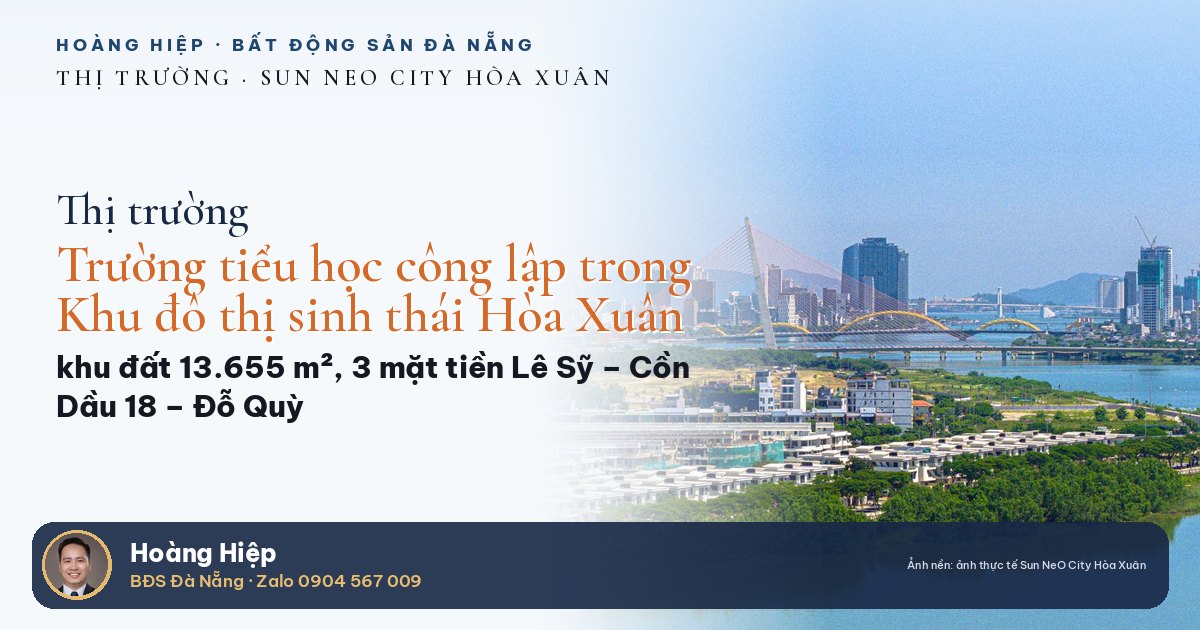 HOÀNG HIỆP · BẤT ĐỘNG SẢN ĐÀ NẴNG
THỊ TRƯỜNG · SUN NEO CITY HÒA XUÂN
Thị trường
Trường tiểu học công lập trong
Khu đô thị sinh thái Hòa Xuân
khu đất 13.655 m², 3 mặt tiền Lê Sỹ – Cồn
Dầu 18 – Đỗ Quỳ
Hoàng Hiệp
BĐS Đà Nẵng · Zalo 0904 567 009
Ảnh nền: ảnh thực tế Sun NeO City Hòa Xuân